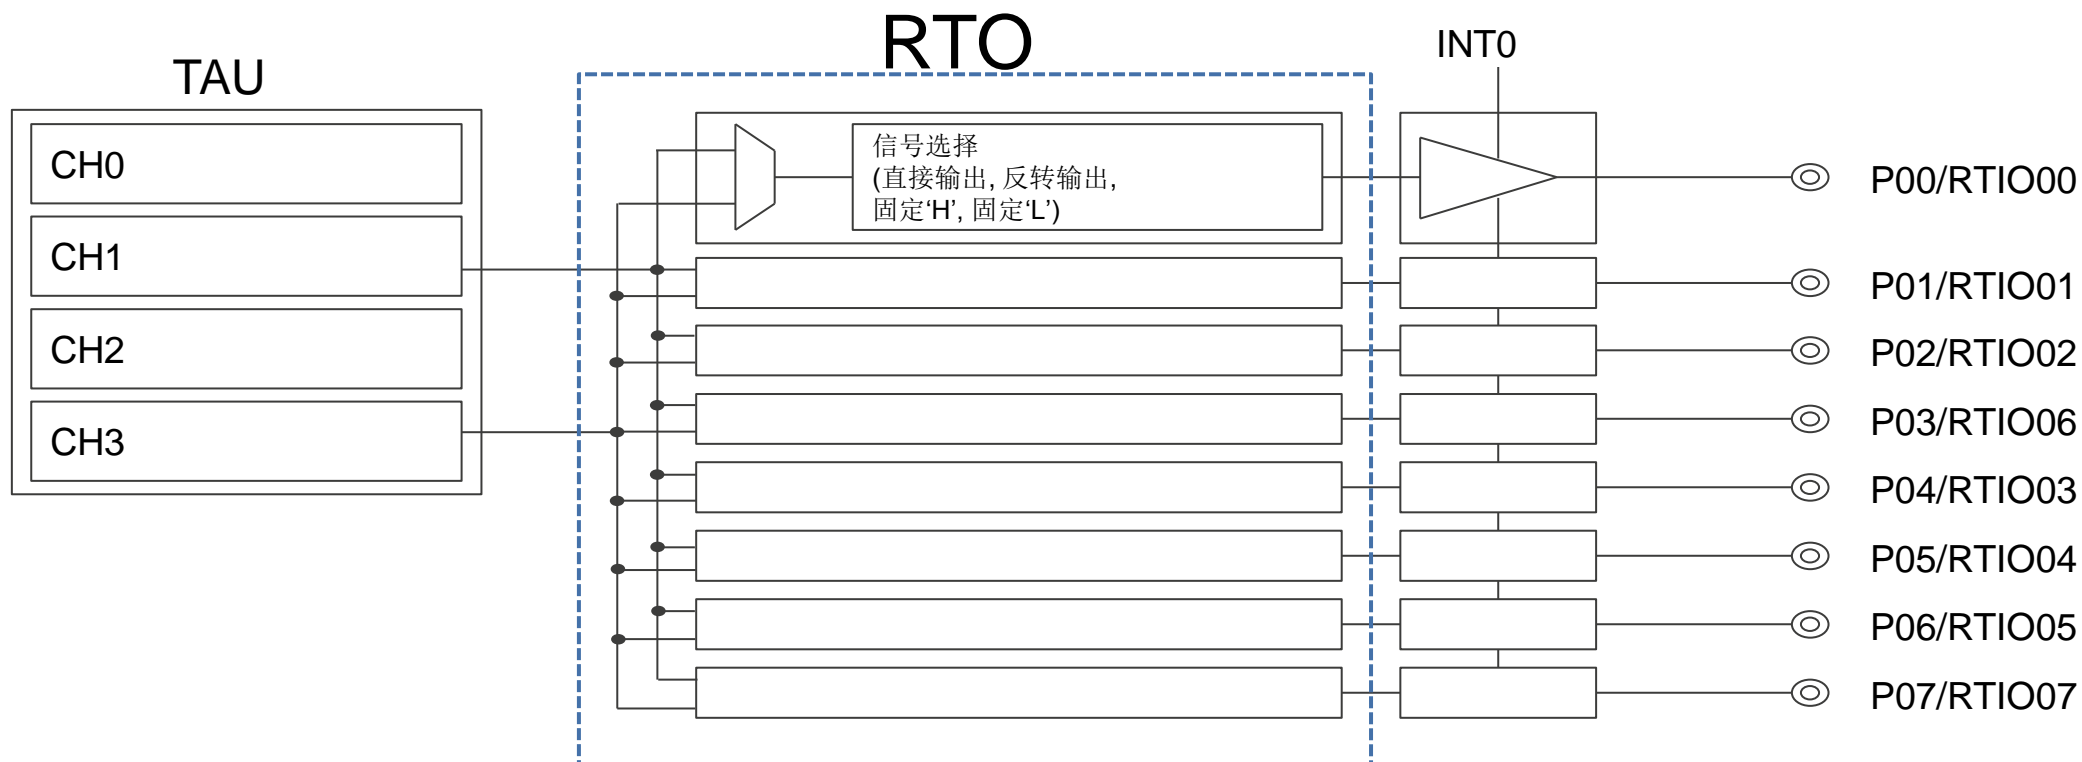 RTO
INT0
TAU
CH0
CH1
CH2
CH3
信号选择
(直接输出, 反转输出,
固定‘H’, 固定‘L’)
P00/RTIO00
P01/RTIO01
P02/RTIO02
P03/RTIO06
P04/RTIO03
P05/RTIO04
P06/RTIO05
P07/RTIO07